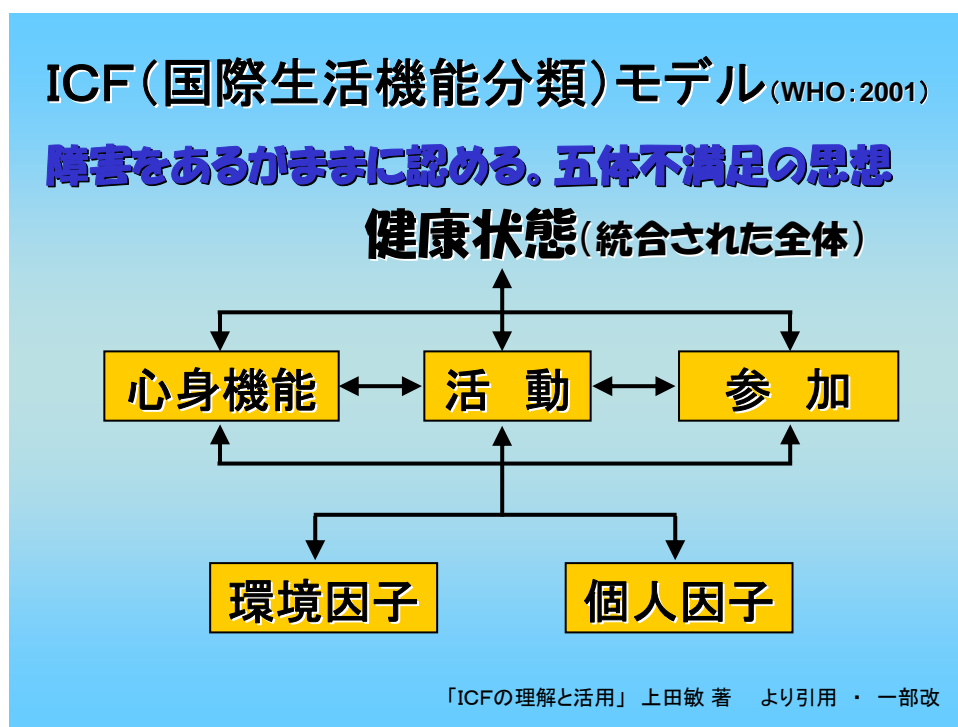 ICF(国際生活機能分類)モデル(WHO:2001)
障害をあるがままに認める。五体不満足の思想
健康状態(統合された全体)
心身機能 活　動 参　加
環境因子 個人因子
「ICFの理解と活用」 上田敏 著　より引用 ・ 一部改